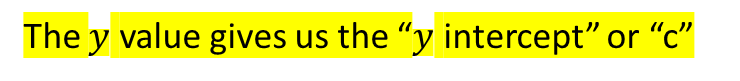 The y value gives us the “y intercept” or “c”